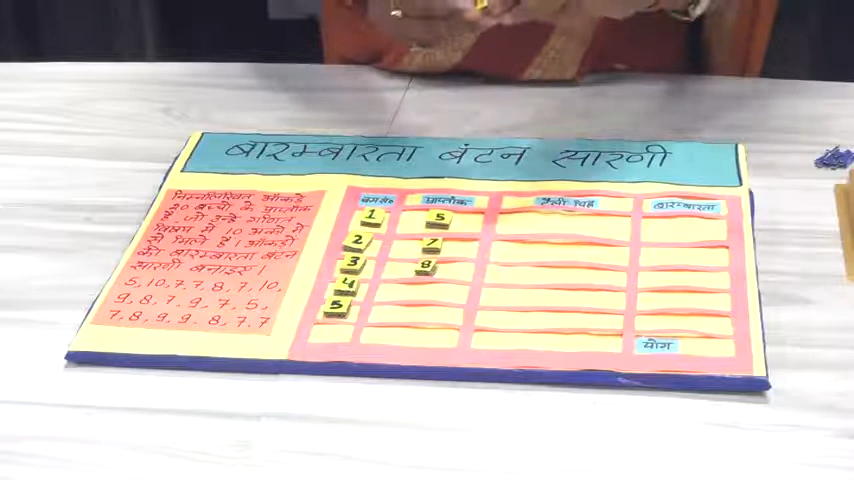 बारम्बारता बंटन सारणी
निम्नलिखित आँकड़े
20 बच्चो के प्राप्तांक
है, जो उन्हें गणित
विषय में 10 अंको में
से मिले हैं। आँकड़ो
की बारम्बारता बंटन
सारणी बनाइए।
5, 10, 7, 7, 8, 7, 10,
9, 8, 7, 9, 7, 5,
7, 8, 9, 9, 8, 7, 7
प्राप्तांक
बारम्बारता
1
5
2
7
3
8
4
5
योग